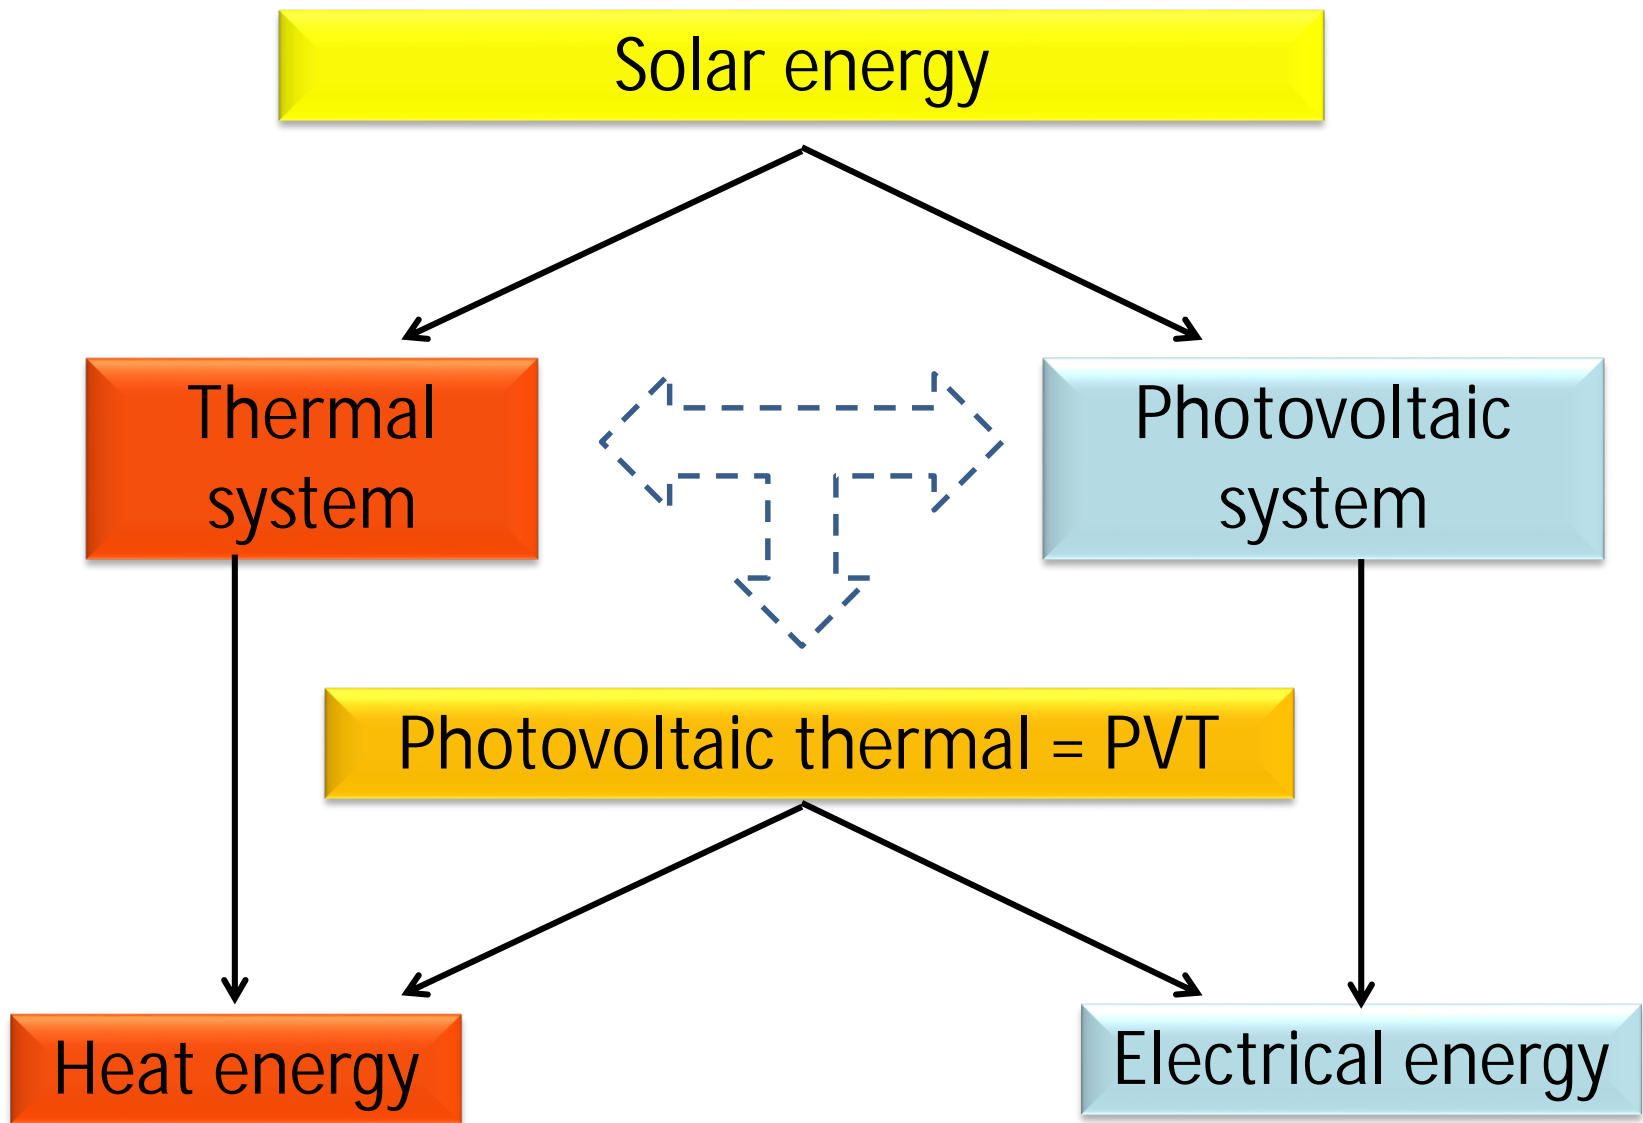 Solar energy
Thermal
system
Photovoltaic
system
Photovoltaic thermal = PVT
Heat energy
Electrical energy